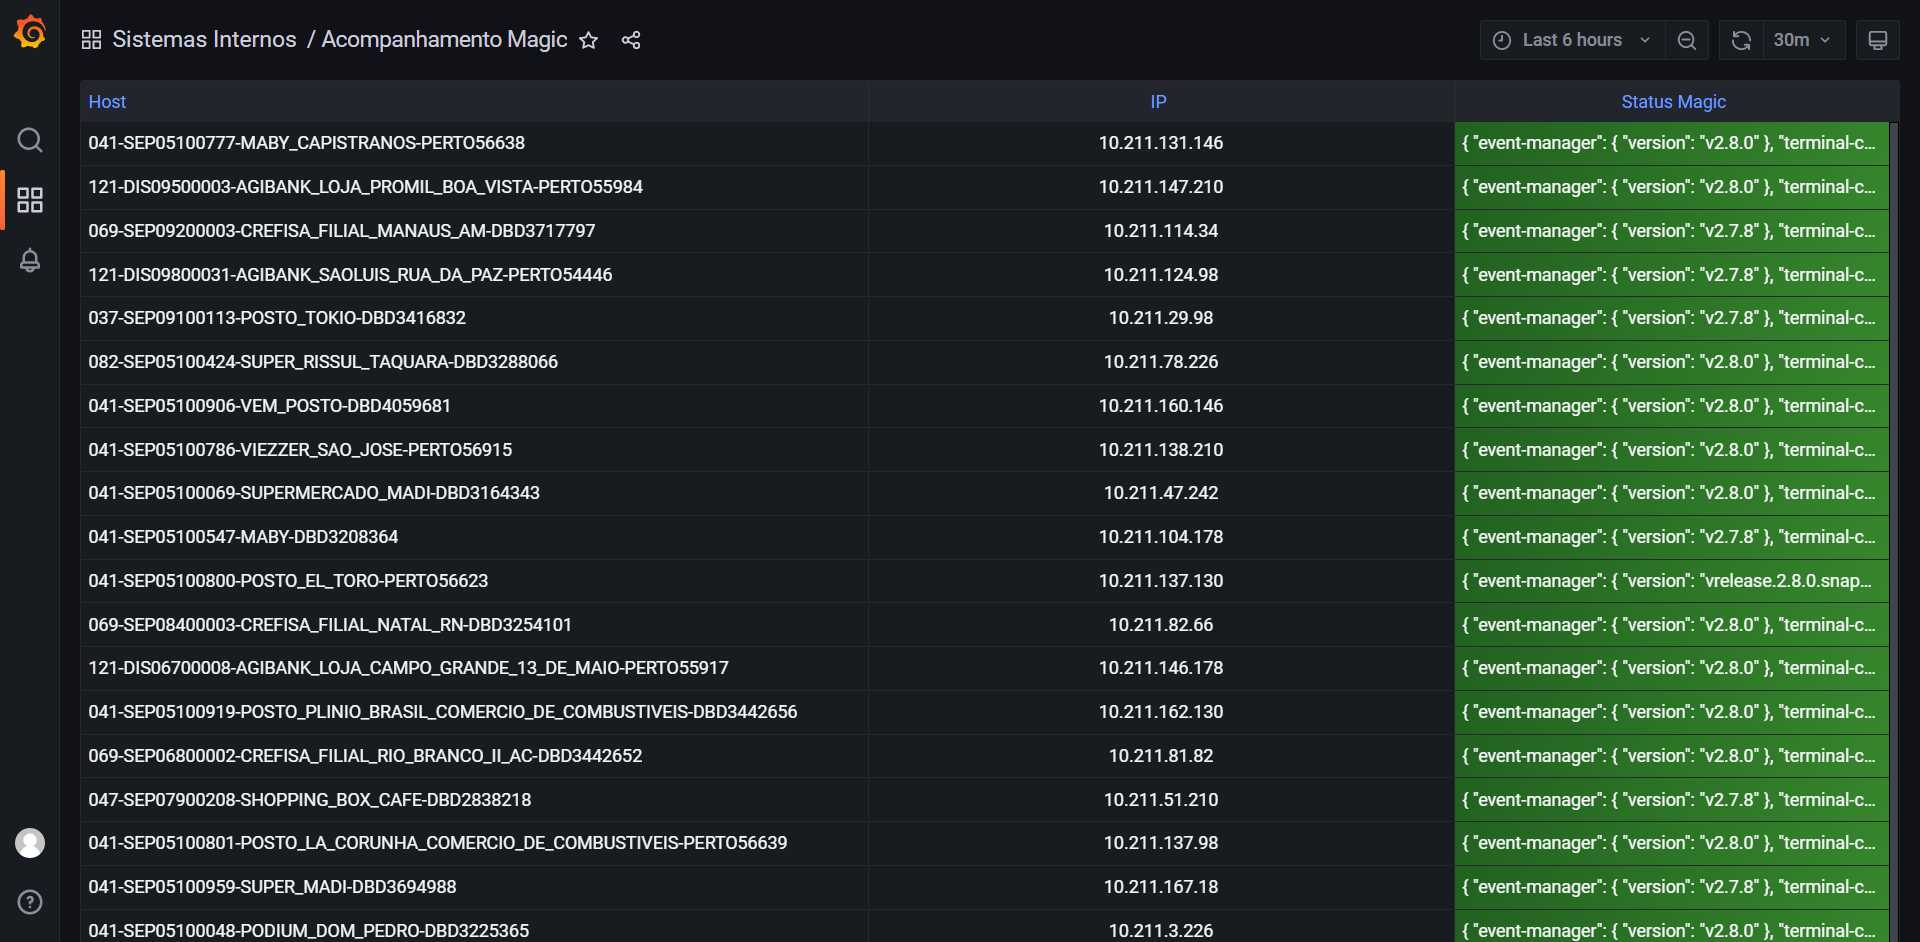 Sistemas Internos / Acompanhamento Magic
Last 6 hours
30m
Host IP Status Magic
041-SEP05100777-MABY_CAPISTRANOS-PERTO56638 10.211.131.146 { "event-manager": { "version": "v2.8.0" }, "terminal-c...
121-DIS09500003-AGIBANK_LOJA_PROMIL_BOA_VISTA-PERTO55984 10.211.147.210 { "event-manager": { "version": "v2.8.0" }, "terminal-c...
069-SEP09200003-CREFISA_FILIAL_MANAUS_AM-DBD3717797 10.211.114.34 { "event-manager": { "version": "v2.7.8" }, "terminal-c...
121-DIS09800031-AGIBANK_SAOLUIS_RUA_DA_PAZ-PERTO54446 10.211.124.98 { "event-manager": { "version": "v2.7.8" }, "terminal-c...
037-SEP09100113-POSTO_TOKIO-DBD3416832 10.211.29.98 { "event-manager": { "version": "v2.7.8" }, "terminal-c...
082-SEP05100424-SUPER_RISSUL_TAQUARA-DBD3288066 10.211.78.226 { "event-manager": { "version": "v2.8.0" }, "terminal-c...
041-SEP05100906-VEM_POSTO-DBD4059681 10.211.160.146 { "event-manager": { "version": "v2.8.0" }, "terminal-c...
041-SEP05100786-VIEZZER_SAO_JOSE-PERTO56915 10.211.138.210 { "event-manager": { "version": "v2.8.0" }, "terminal-c...
041-SEP05100069-SUPERMERCADO_MADI-DBD3164343 10.211.47.242 { "event-manager": { "version": "v2.8.0" }, "terminal-c...
041-SEP05100547-MABY-DBD3208364 10.211.104.178 { "event-manager": { "version": "v2.7.8" }, "terminal-c...
041-SEP05100800-POSTO_EL_TORO-PERTO56623 10.211.137.130 { "event-manager": { "version": "vrelease.2.8.0.snap...
069-SEP08400003-CREFISA_FILIAL_NATAL_RN-DBD3254101 10.211.82.66 { "event-manager": { "version": "v2.8.0" }, "terminal-c...
121-DIS06700008-AGIBANK_LOJA_CAMPO_GRANDE_13_DE_MAIO-PERTO55917 10.211.146.178 { "event-manager": { "version": "v2.8.0" }, "terminal-c...
041-SEP05100919-POSTO_PLINIO_BRASIL_COMERCIO_DE_COMBUSTIVEIS-DBD3442656 10.211.162.130 { "event-manager": { "version": "v2.8.0" }, "terminal-c...
069-SEP06800002-CREFISA_FILIAL_RIO_BRANCO_II_AC-DBD3442652 10.211.81.82 { "event-manager": { "version": "v2.8.0" }, "terminal-c...
047-SEP07900208-SHOPPING_BOX_CAFE-DBD2838218 10.211.51.210 { "event-manager": { "version": "v2.7.8" }, "terminal-c...
041-SEP05100801-POSTO_LA_CORUNHA_COMERCIO_DE_COMBUSTIVEIS-PERTO56639 10.211.137.98 { "event-manager": { "version": "v2.8.0" }, "terminal-c...
041-SEP05100959-SUPER_MADI-DBD3694988 10.211.167.18 { "event-manager": { "version": "v2.7.8" }, "terminal-c...
041-SEP05100048-PODIUM_DOM_PEDRO-DBD3225365 10.211.3.226 { "event-manager": { "version": "v2.8.0" }, "terminal-c...